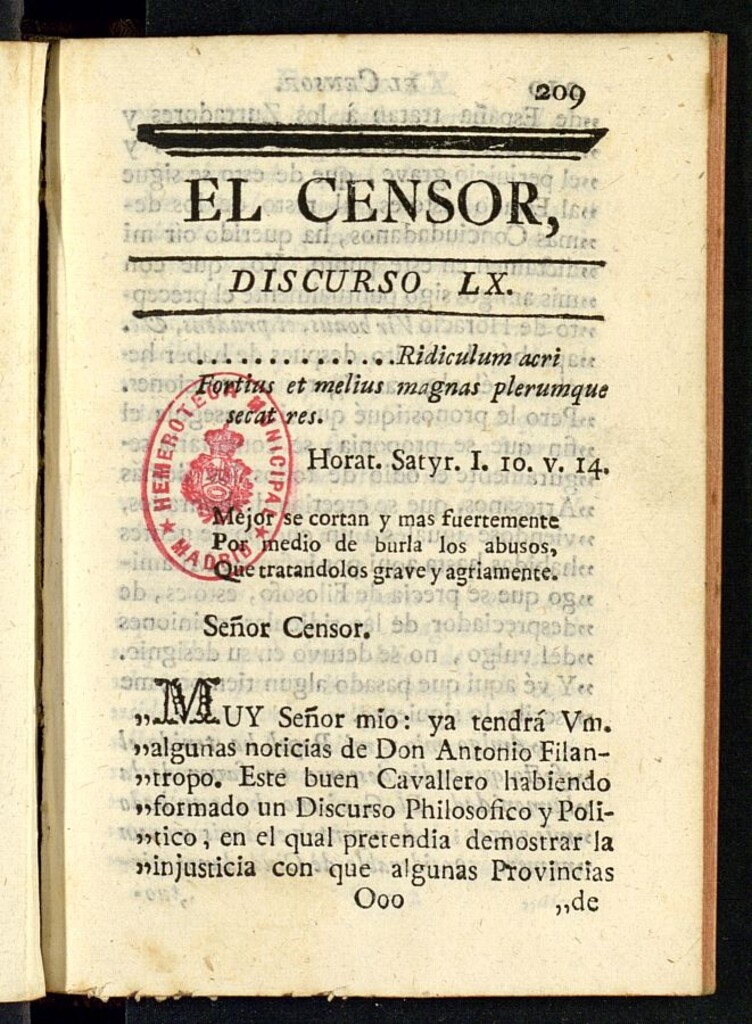 209
EL CENSOR,
DISCURSO LX.
...............Ridiculum acri
Fortius et melius magnas plerumque
secat res.
Horat. Satyr. I. 10. v. 14.
HEMEROTECA MUNICIPAL
★ MADRID ★
Mejor se cortan y mas fuertemente
Por medio de burla los abusos,
Que tratandolos grave y agriamente.
Señor Censor.
„MUY Señor mio: ya tendrá Vm.
„algunas noticias de Don Antonio Filan-
„tropo. Este buen Cavallero habiendo
„formado un Discurso Philosofico y Poli-
„tico, en el qual pretendia demostrar la
„injusticia con que algunas Provincias
Ooo
„de